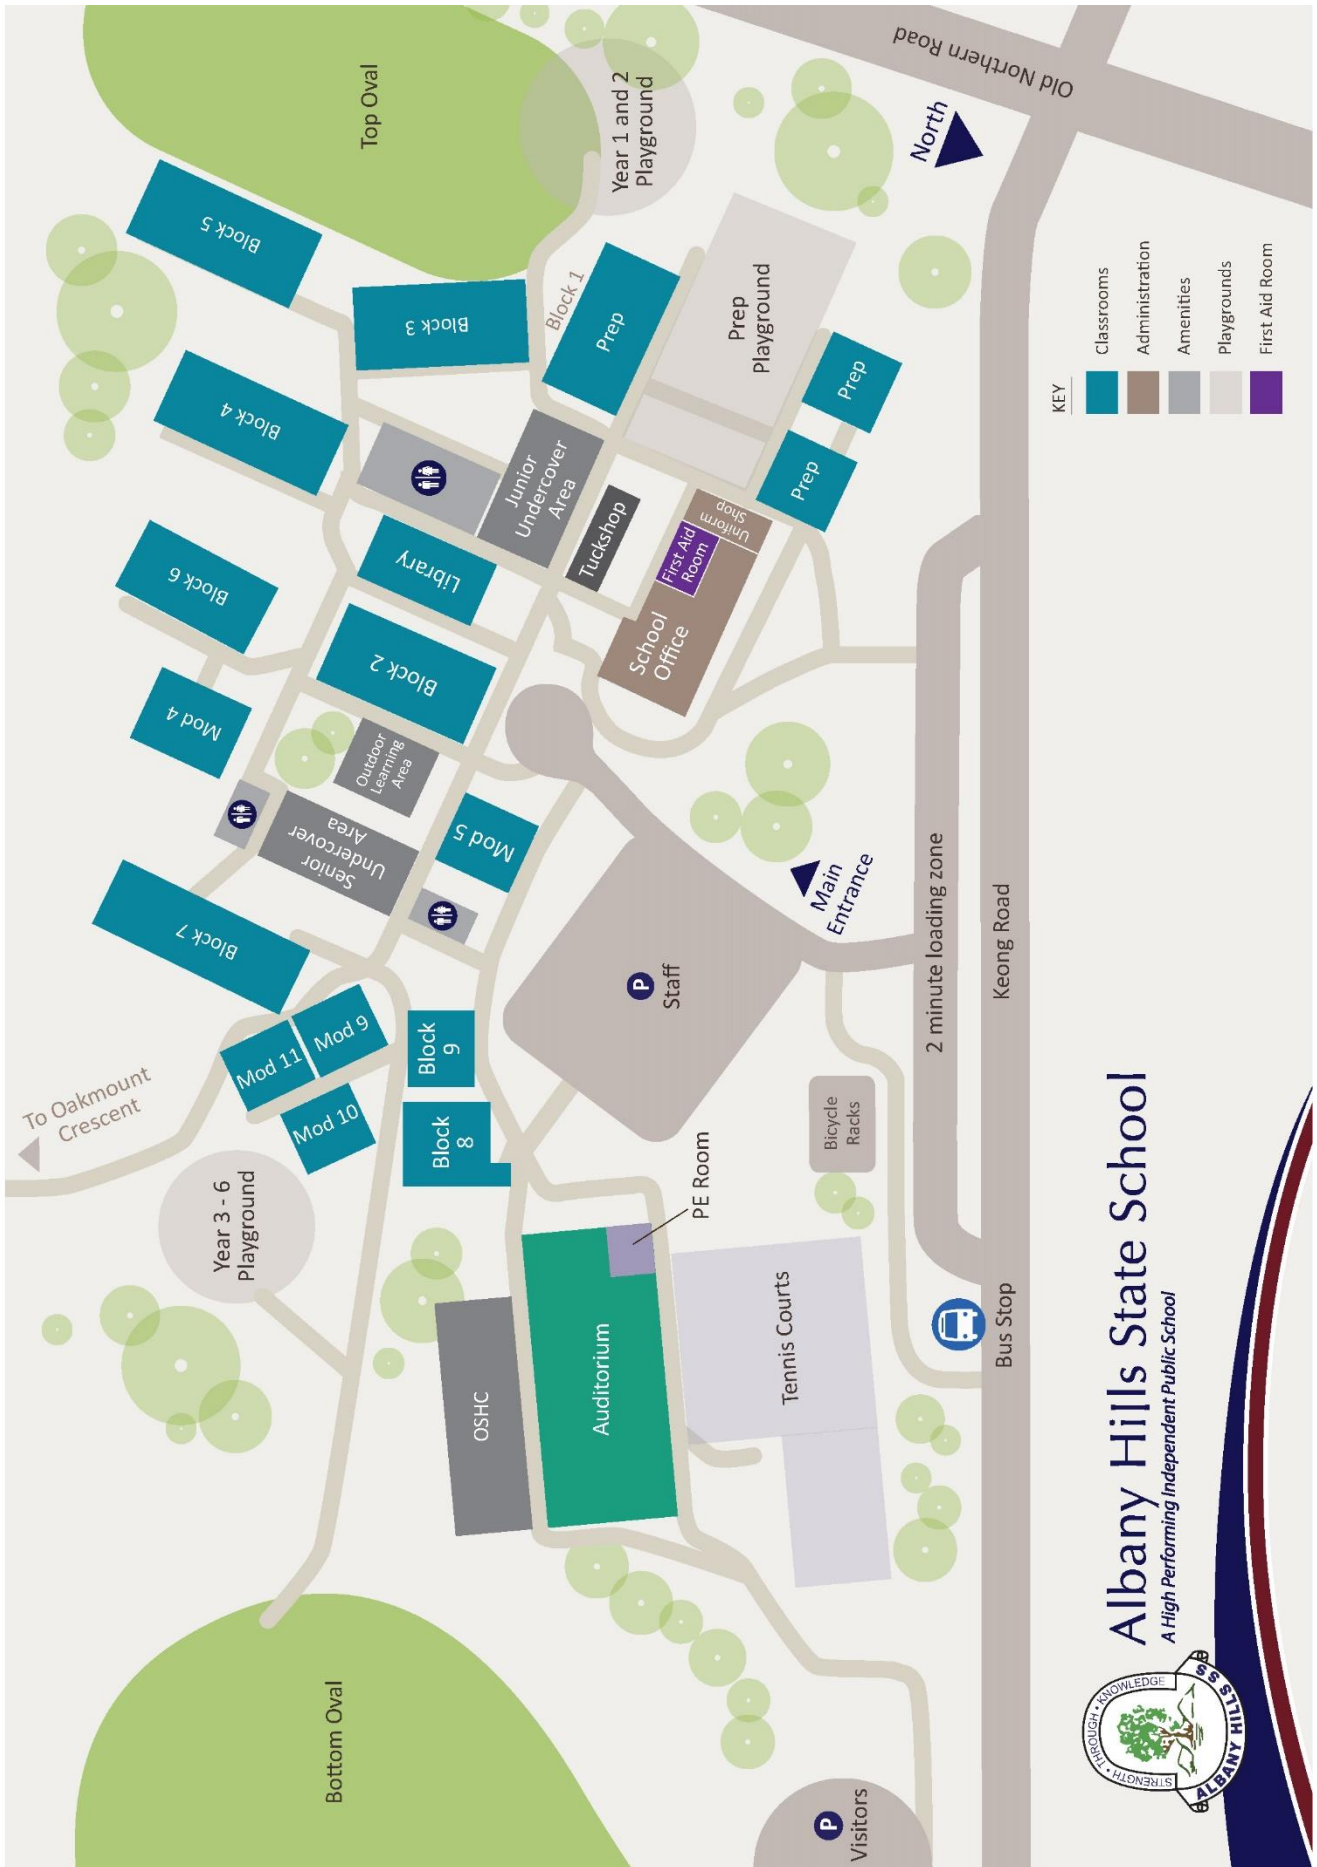 Top Oval
Year 1 and 2
Playground
Old Northern
Road
North
Block 5
Block 3
Block 1
Prep
Prep
Playground
Prep
Prep
Block 4
Junior
Undercover
Area
Tuckshop
Uniform
Shop
First Aid
Room
School
Office
Library
Block 6
Block 2
Mod 4
Outdoor
Learning
Area
Senior
Undercover
Area
Mod 5
Block 7
Main
Entrance
2 minute loading zone
Keong Road
P
Staff
To Oakmount
Crescent
Mod 11
Mod 9
Mod 10
Block
9
Block
8
Year 3 - 6
Playground
PE Room
Bicycle
Racks
OSHC
Auditorium
Tennis Courts
Bus Stop
Bottom Oval
P
Visitors
KEY
Classrooms
Administration
Amenities
Playgrounds
First Aid Room
Albany Hills State School
A High Performing Independent Public School
STRENGTH • THROUGH • KNOWLEDGE
ALBANY HILLS SS